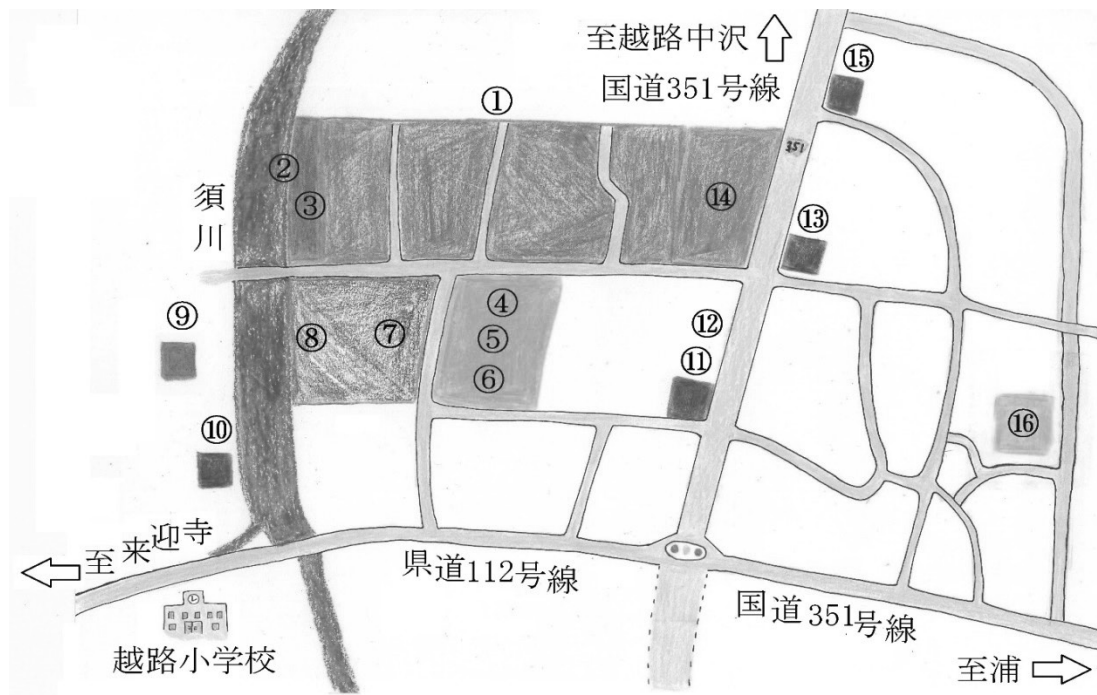 至越路中沢
国道351号線
⑮
①
351
②
③
⑭
須川
⑬
④
⑨
⑫
⑧
⑦
⑤
⑪
⑥
⑯
⑩
至来迎寺
県道112号線
国道351号線
越路小学校
至浦